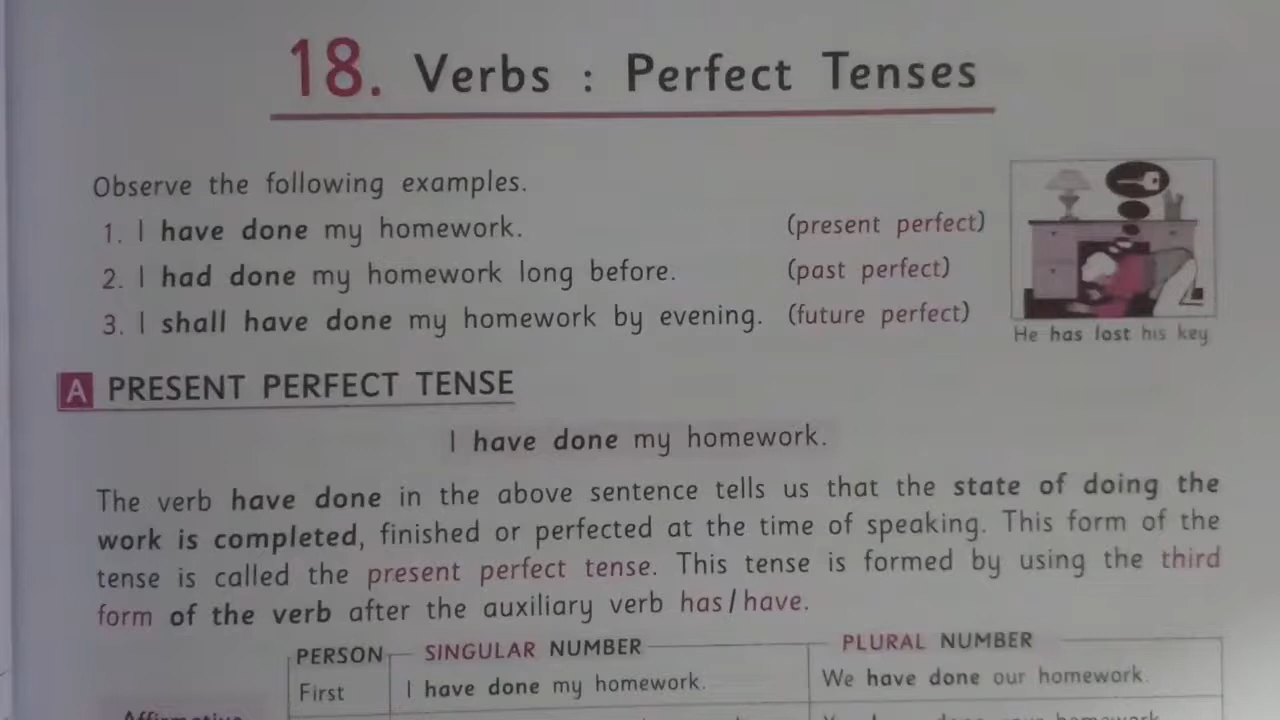 18. Verbs : Perfect Tenses
Observe the following examples.
1. I have done my homework. (present perfect)
2. I had done my homework long before. (past perfect)
3. I shall have done my homework by evening. (future perfect)
He has lost his key
A PRESENT PERFECT TENSE
I have done my homework.
The verb have done in the above sentence tells us that the state of doing the
work is completed, finished or perfected at the time of speaking. This form of the
tense is called the present perfect tense. This tense is formed by using the third
form of the verb after the auxiliary verb has/have.
PERSON SINGULAR NUMBER PLURAL NUMBER
First I have done my homework. We have done our homework.